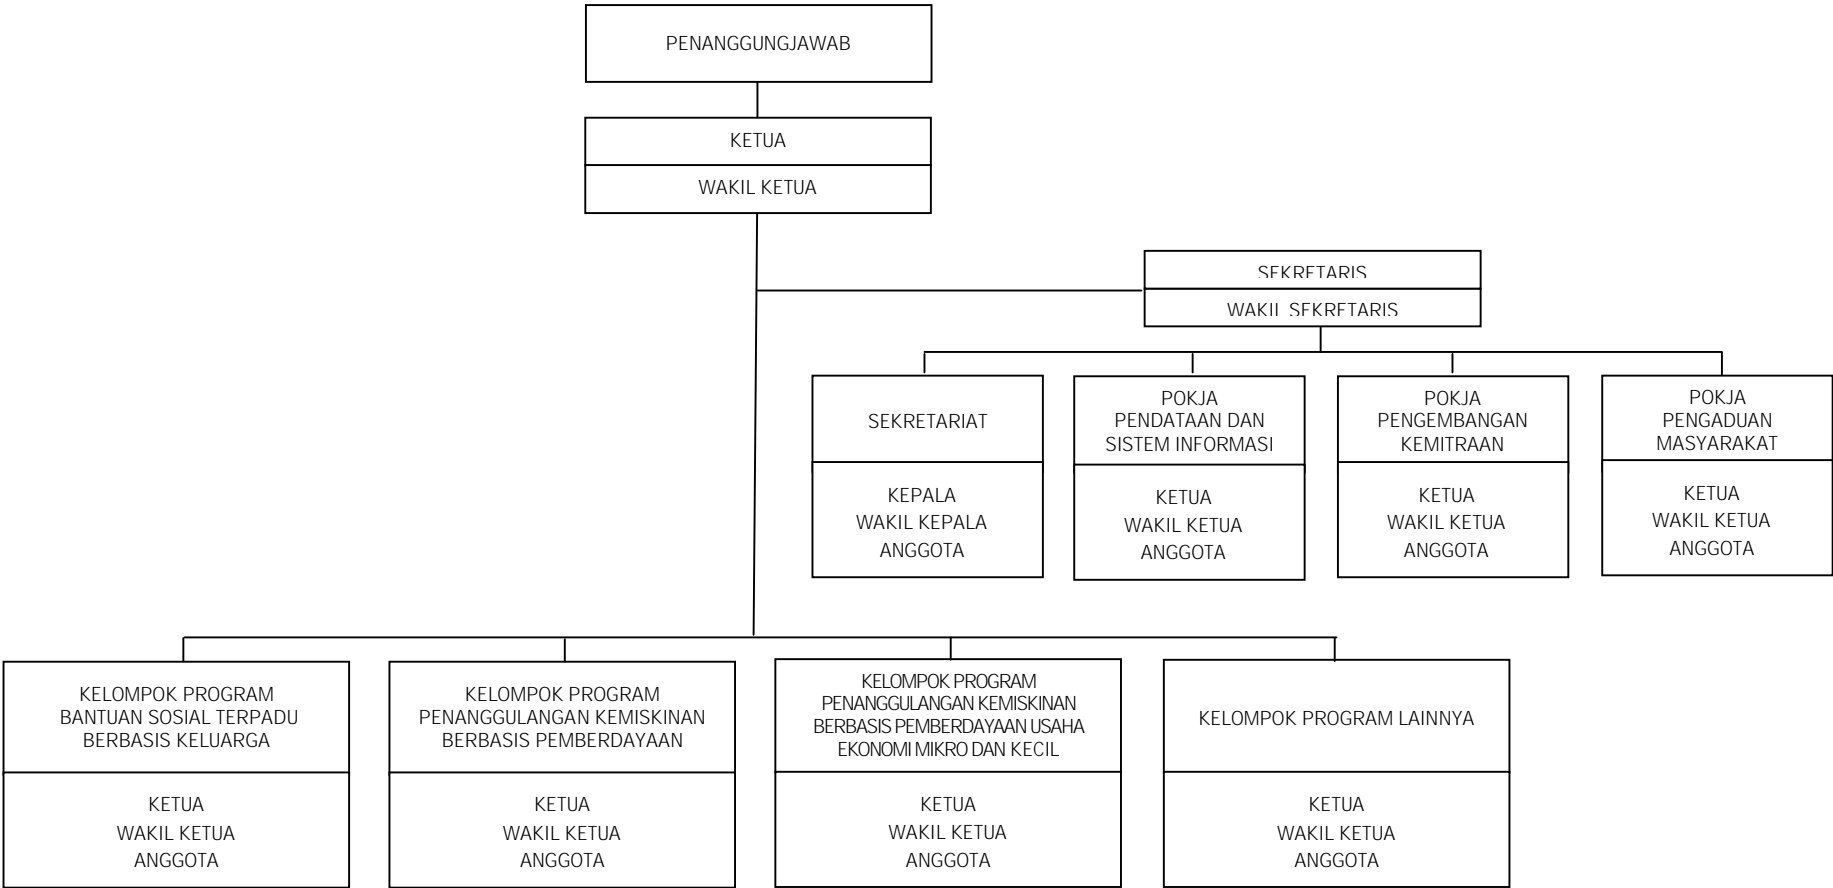 PENANGGUNGJAWAB
KETUA
WAKIL KETUA
SEKRETARIS
WAKIL SEKRETARIS
SEKRETARIAT
KEPALA
WAKIL KEPALA
ANGGOTA
POKJA
PENDATAAN DAN
SISTEM INFORMASI
KETUA
WAKIL KETUA
ANGGOTA
POKJA
PENGEMBANGAN
KEMITRAAN
KETUA
WAKIL KETUA
ANGGOTA
POKJA
PENGADUAN
MASYARAKAT
KETUA
WAKIL KETUA
ANGGOTA
KELOMPOK PROGRAM
BANTUAN SOSIAL TERPADU
BERBASIS KELUARGA
KETUA
WAKIL KETUA
ANGGOTA
KELOMPOK PROGRAM
PENANGGULANGAN KEMISKINAN
BERBASIS PEMBERDAYAAN
KETUA
WAKIL KETUA
ANGGOTA
KELOMPOK PROGRAM
PENANGGULANGAN KEMISKINAN
BERBASIS PEMBERDAYAAN USAHA
EKONOMI MIKRO DAN KECIL
KETUA
WAKIL KETUA
ANGGOTA
KELOMPOK PROGRAM LAINNYA
KETUA
WAKIL KETUA
ANGGOTA